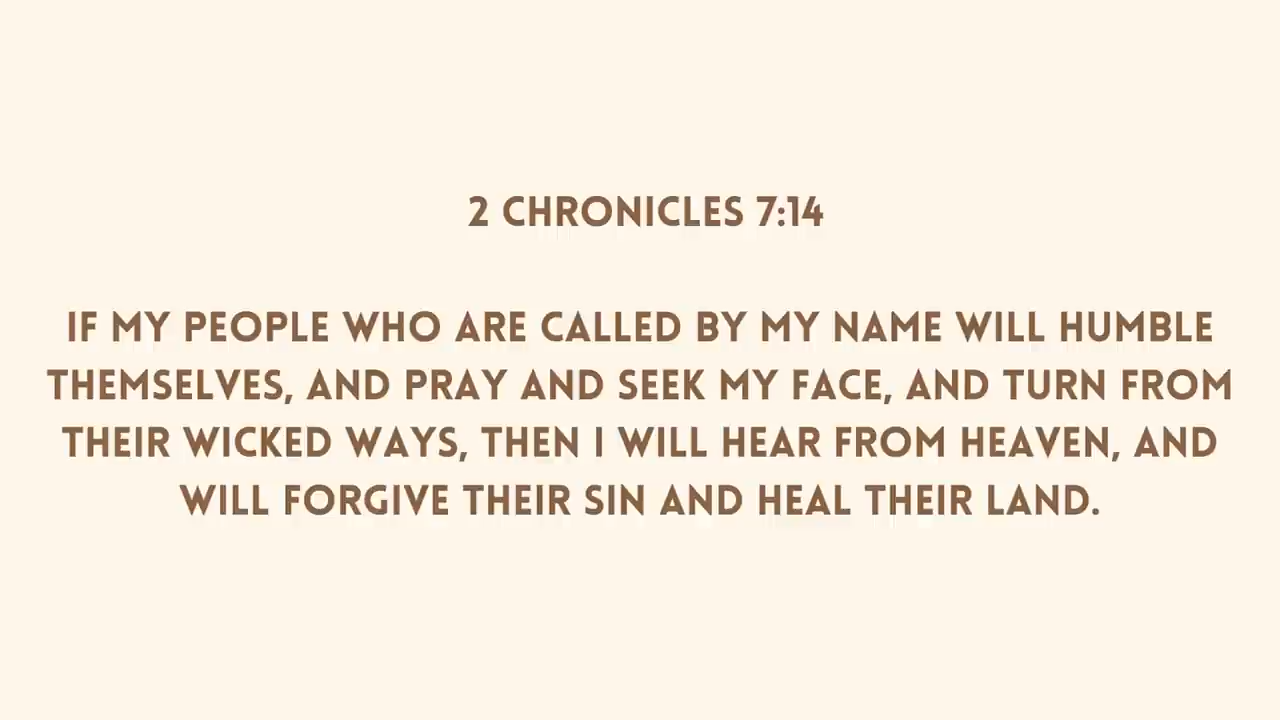 2 CHRONICLES 7:14
IF MY PEOPLE WHO ARE CALLED BY MY NAME WILL HUMBLE
THEMSELVES, AND PRAY AND SEEK MY FACE, AND TURN FROM
THEIR WICKED WAYS, THEN I WILL HEAR FROM HEAVEN, AND
WILL FORGIVE THEIR SIN AND HEAL THEIR LAND.